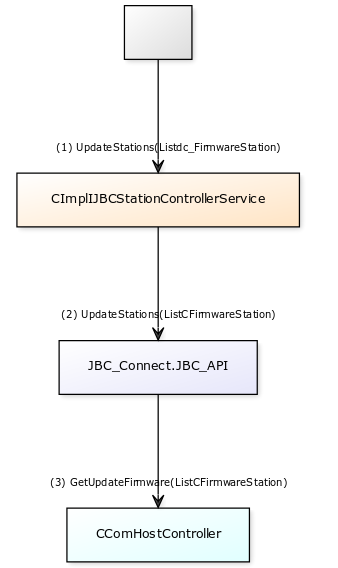 (1) UpdateStations(Listdc_FirmwareStation)
CImplIJBCStationControllerService
(2) UpdateStations(ListCFirmwareStation)
JBC_Connect.JBC_API
(3) GetUpdateFirmware(ListCFirmwareStation)
CComHostController